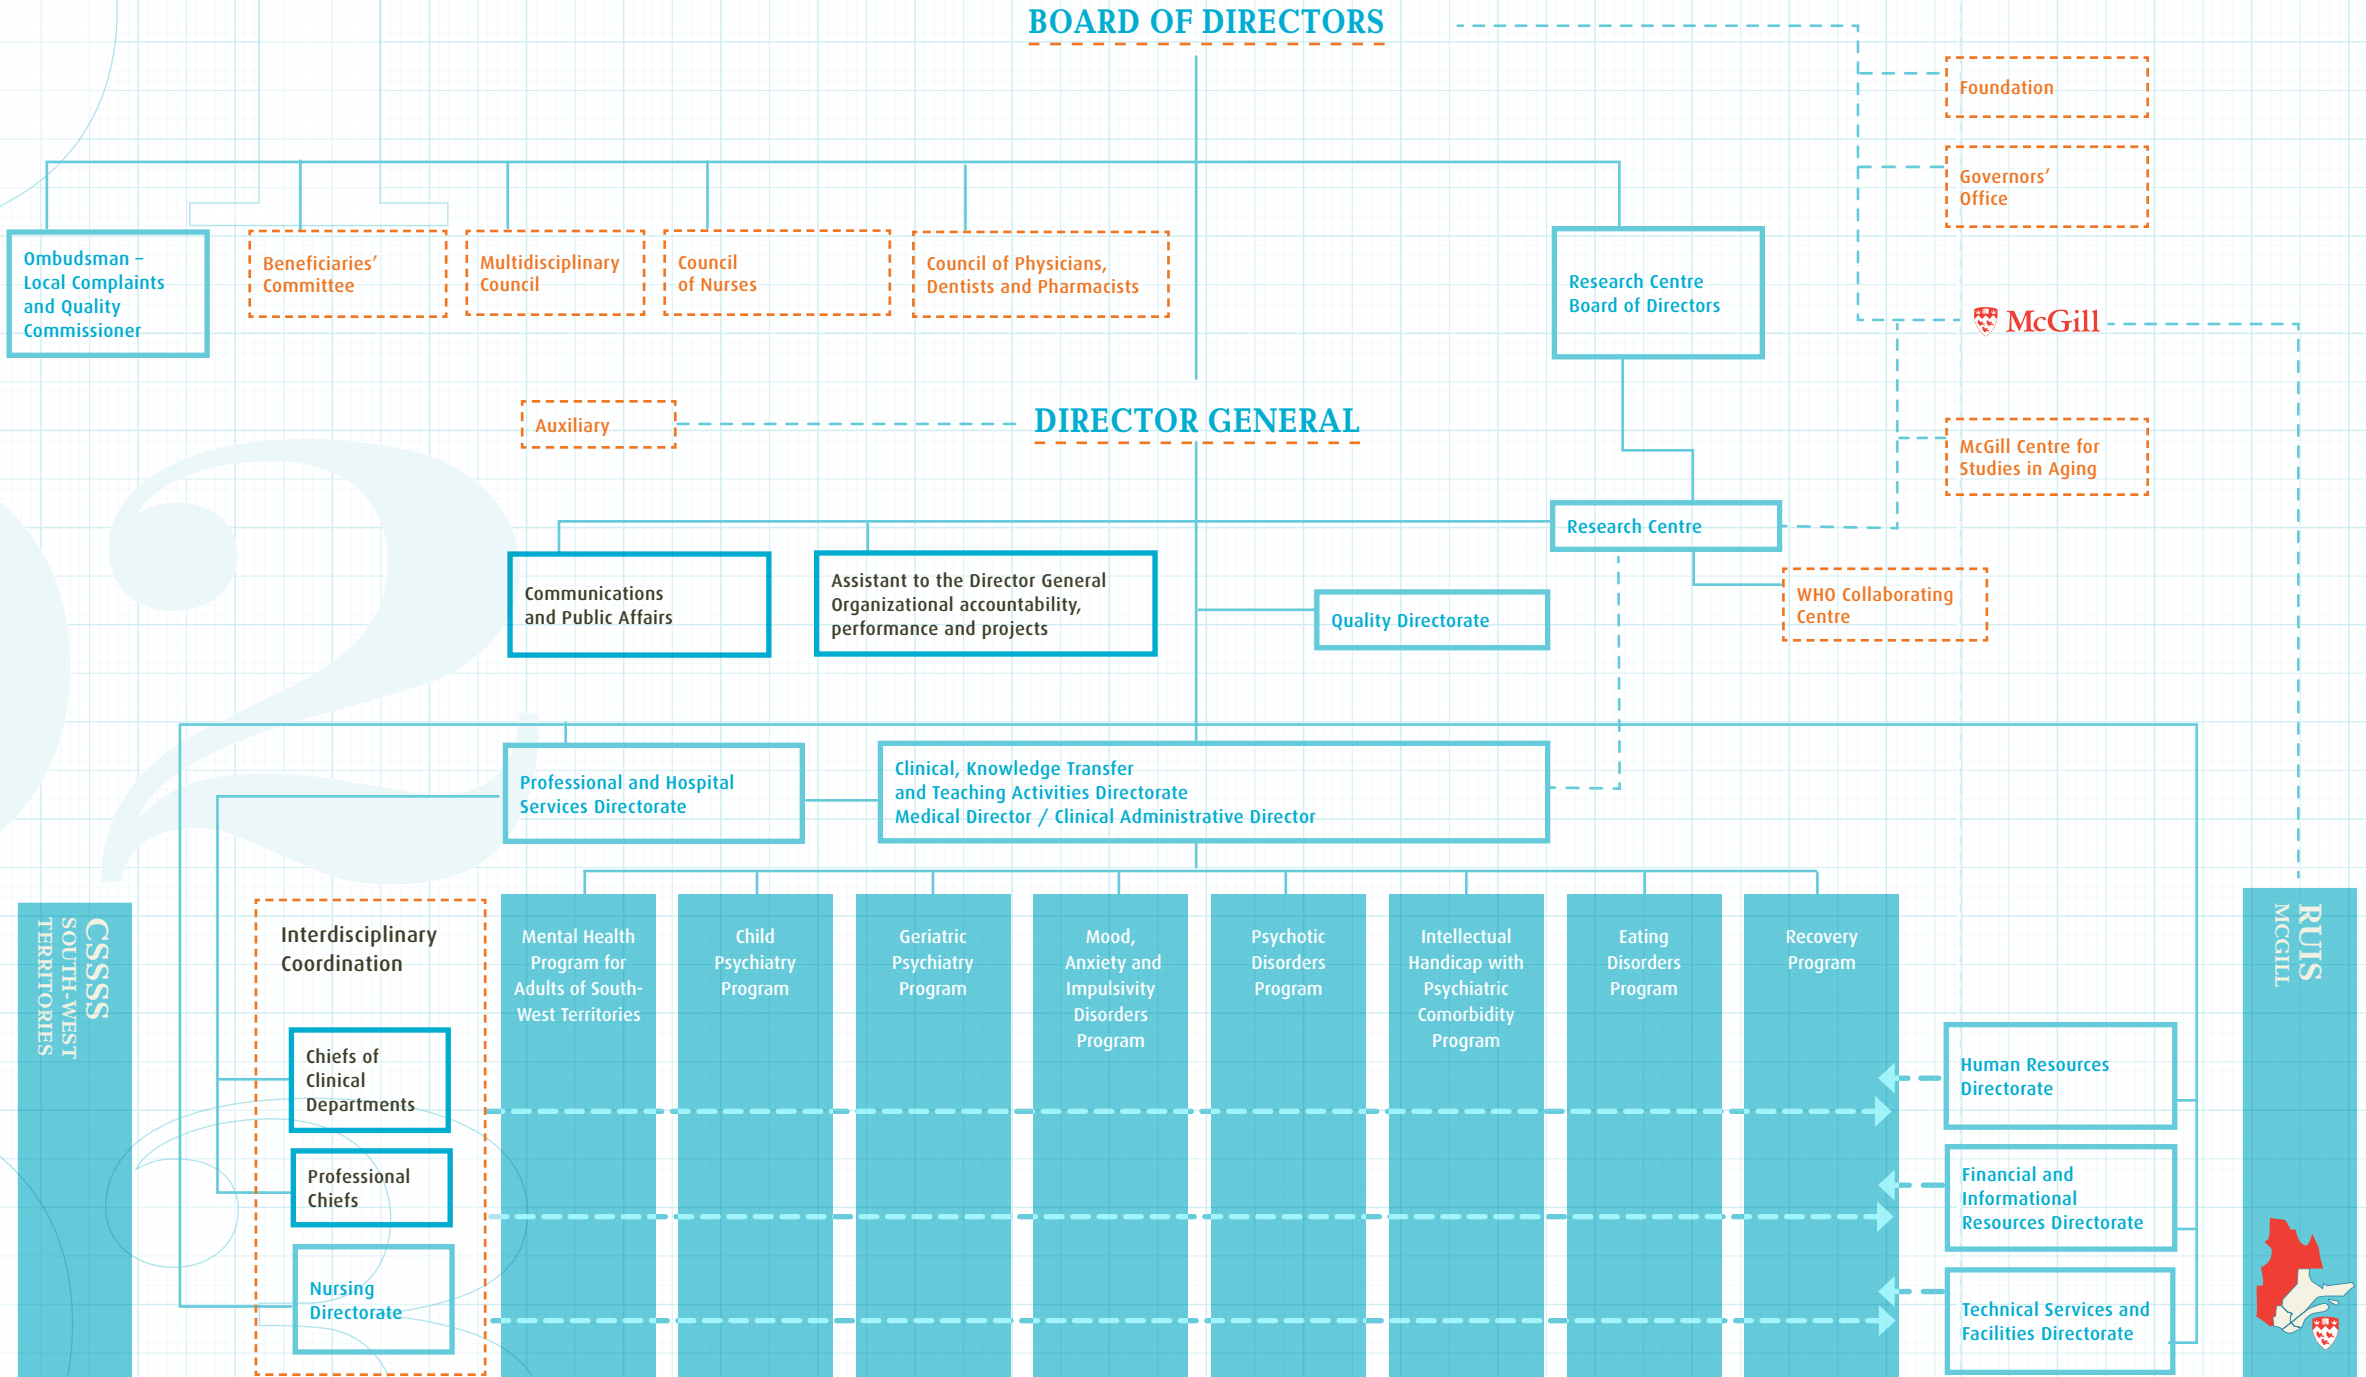 BOARD OF DIRECTORS
Foundation
Governors’
Office
Ombudsman –
Local Complaints
and Quality
Commissioner
Beneficiaries’
Committee
Multidisciplinary
Council
Council
of Nurses
Council of Physicians,
Dentists and Pharmacists
Research Centre
Board of Directors
McGill
Auxiliary
DIRECTOR GENERAL
McGill Centre for
Studies in Aging
Research Centre
Communications
and Public Affairs
Assistant to the Director General
Organizational accountability,
performance and projects
Quality Directorate
WHO Collaborating
Centre
Professional and Hospital
Services Directorate
Clinical, Knowledge Transfer
and Teaching Activities Directorate
Medical Director / Clinical Administrative Director
CSSSS
SOUTH-WEST
TERRITORIES
Interdisciplinary
Coordination
Chiefs of
Clinical
Departments
Professional
Chiefs
Nursing
Directorate
Mental Health
Program for
Adults of South-
West Territories
Child
Psychiatry
Program
Geriatric
Psychiatry
Program
Mood,
Anxiety and
Impulsivity
Disorders
Program
Psychotic
Disorders
Program
Intellectual
Handicap with
Psychiatric
Comorbidity
Program
Eating
Disorders
Program
Recovery
Program
Human Resources
Directorate
Financial and
Informational
Resources Directorate
Technical Services and
Facilities Directorate
RUIS
MCGILL